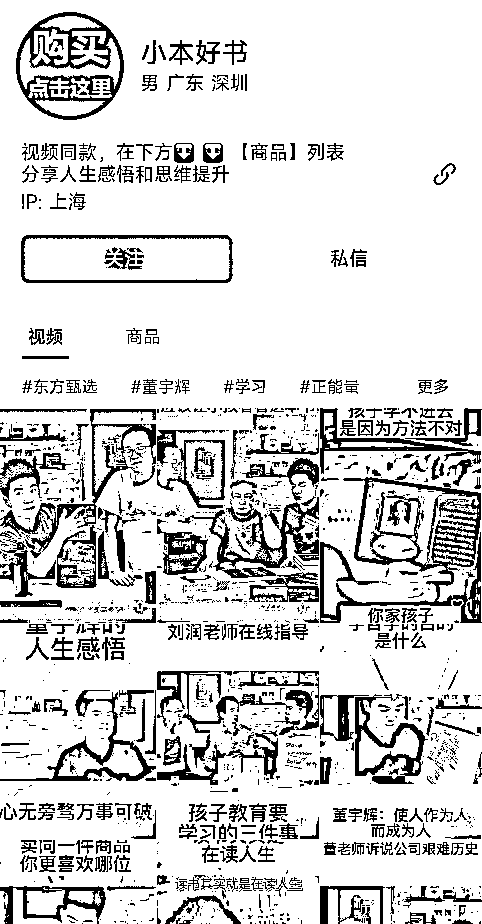 购买
点击这里
小本好书
男 广东 深圳
视频同款，在下方 【商品】列表
分享人生感悟和思维提升
IP: 上海
关注
私信
视频
商品
#东方甄选
#董宇辉
#学习
#正能量
更多
孩子学不进去
是因为方法不对
董宇辉的
人生感悟
刘润老师在线指导
你家孩子
学习的目的
是什么
心无旁骛万事可破
买同一件商品
你更喜欢哪位
孩子教育要
学习的三件事
在读人生
读书其实就是在读人生
董宇辉：使人作为人
而成为人
董老师诉说公司艰难历史